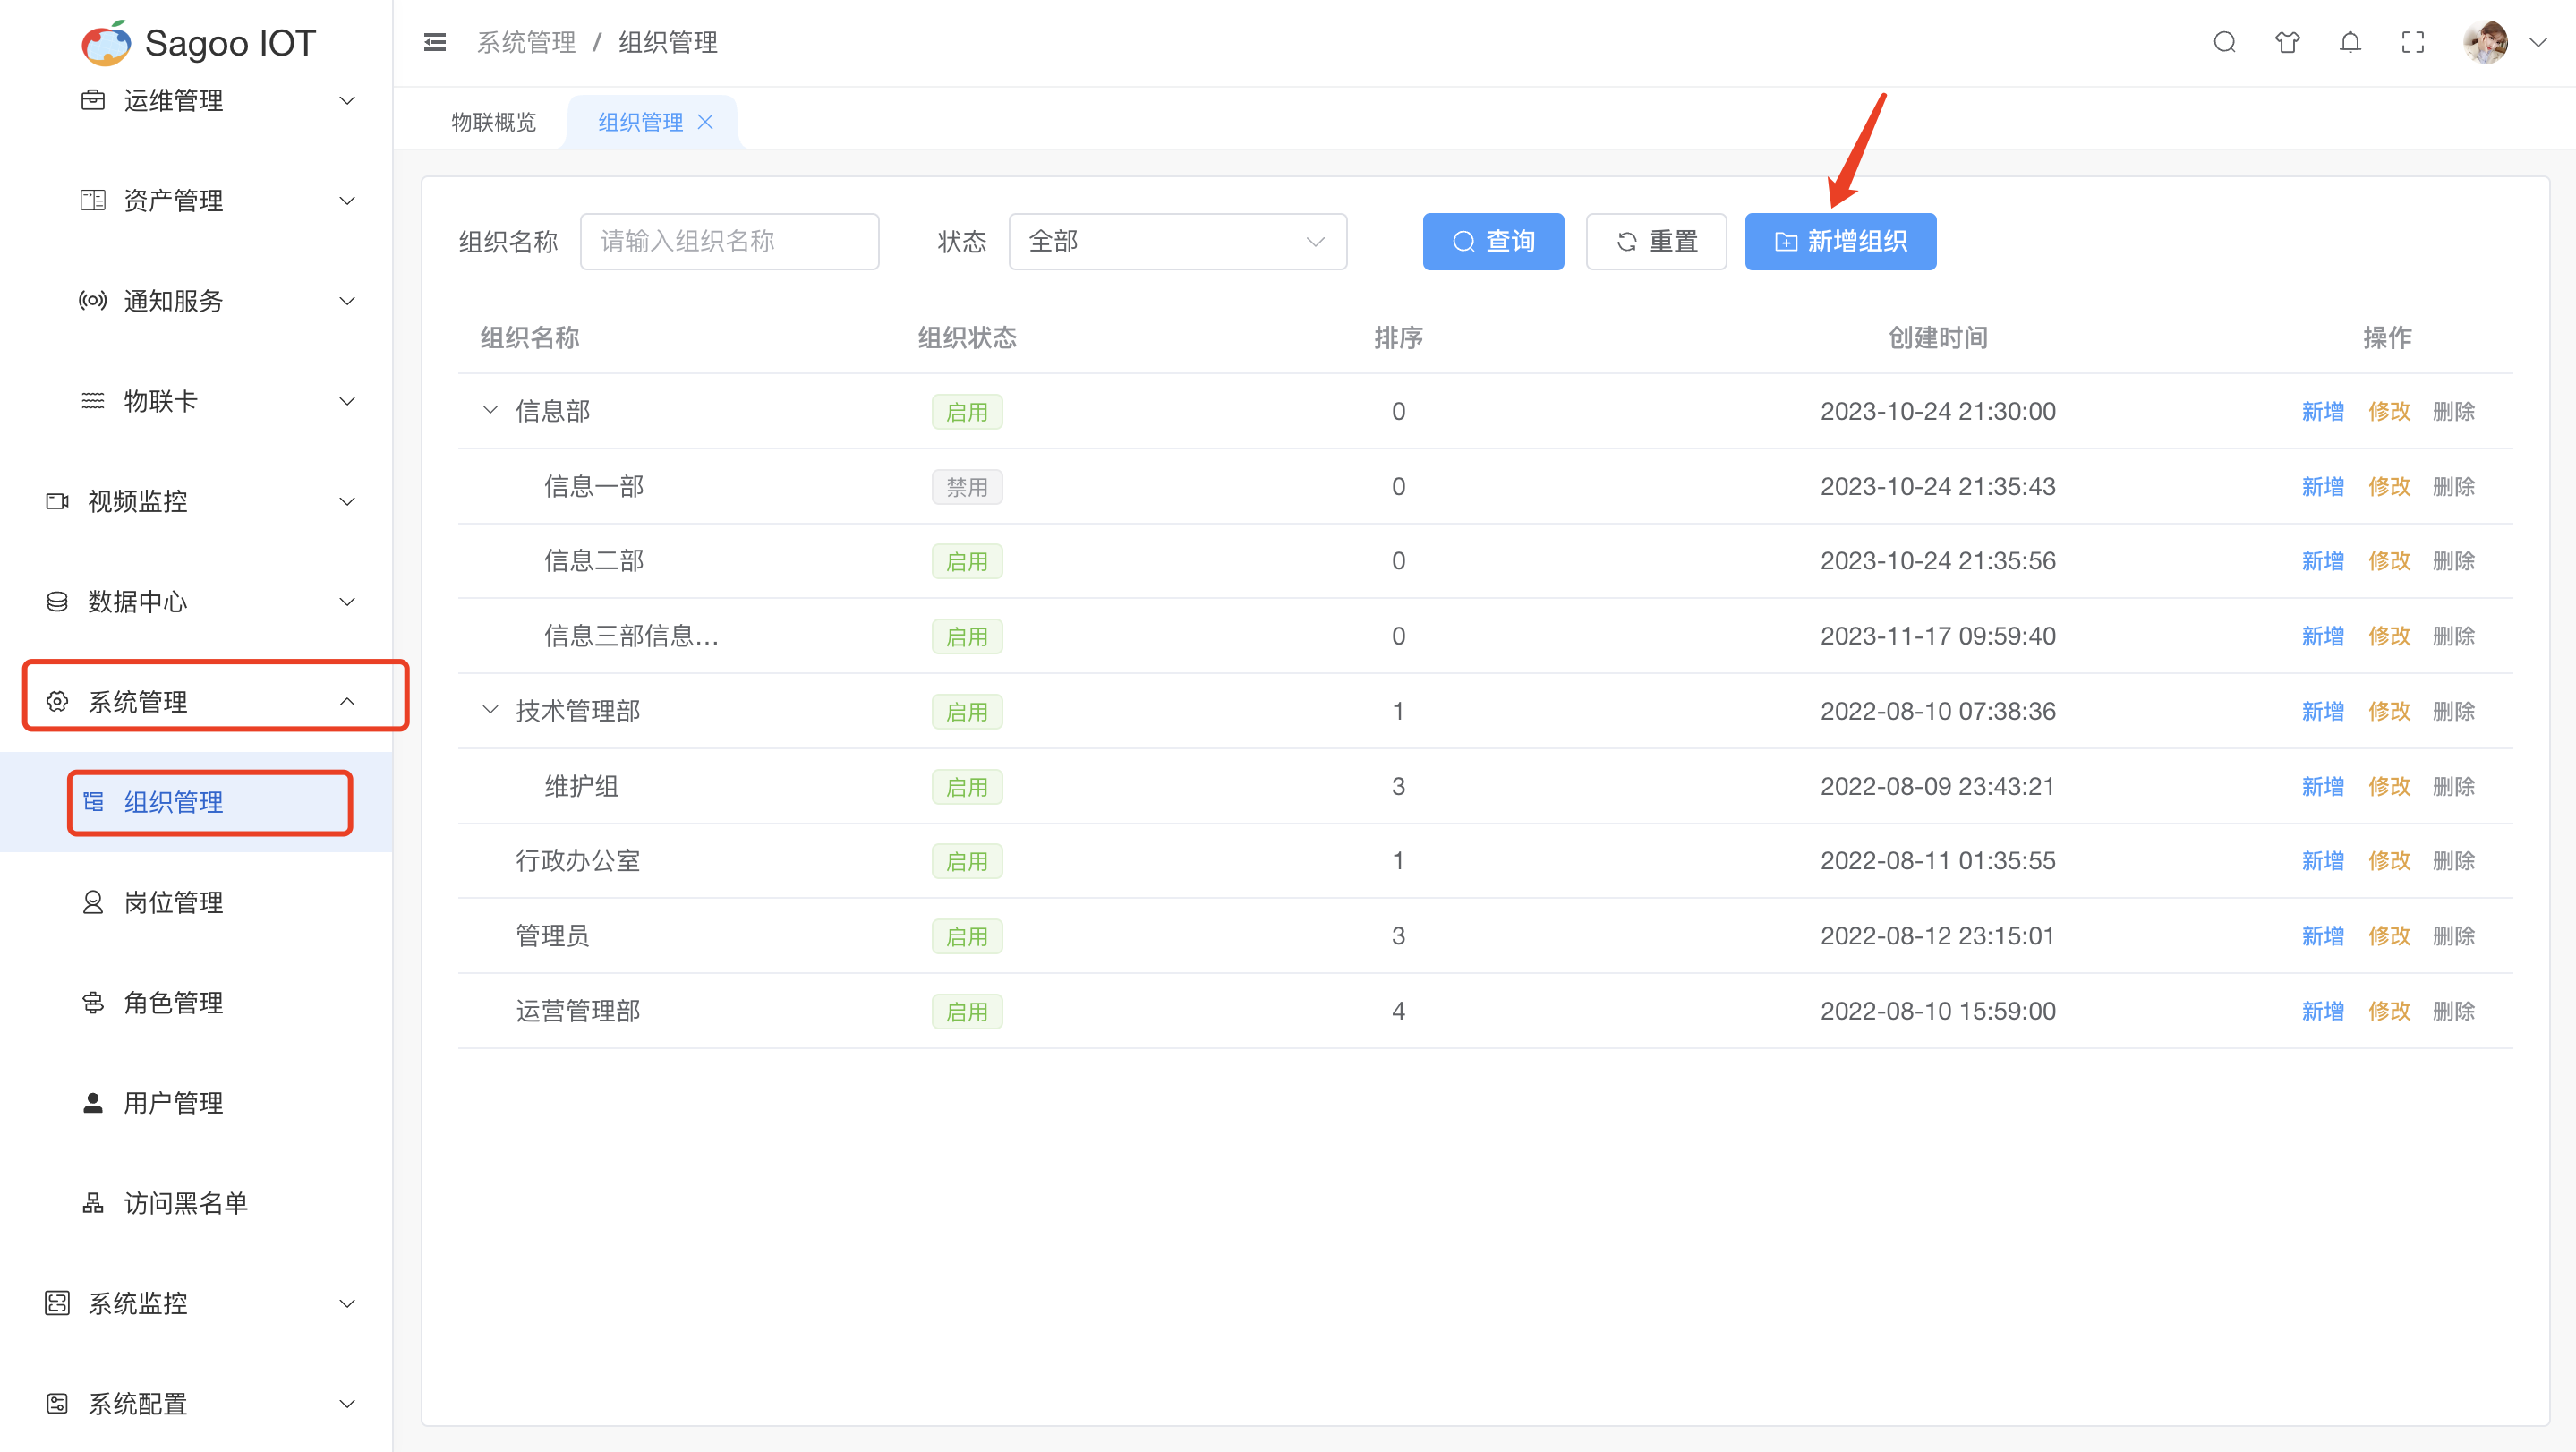 Sagoo IOT
运维管理
资产管理
通知服务
物联卡
视频监控
数据中心
系统管理
组织管理
岗位管理
角色管理
用户管理
访问黑名单
系统监控
系统配置
系统管理 / 组织管理
物联概览 组织管理
组织名称 请输入组织名称 状态 全部 查询 重置 新增组织
组织名称 组织状态 排序 创建时间 操作
信息部 启用 0 2023-10-24 21:30:00 新增 修改 删除
信息一部 禁用 0 2023-10-24 21:35:43 新增 修改 删除
信息二部 启用 0 2023-10-24 21:35:56 新增 修改 删除
信息三部信息... 启用 0 2023-11-17 09:59:40 新增 修改 删除
技术管理部 启用 1 2022-08-10 07:38:36 新增 修改 删除
维护组 启用 3 2022-08-09 23:43:21 新增 修改 删除
行政办公室 启用 1 2022-08-11 01:35:55 新增 修改 删除
管理员 启用 3 2022-08-12 23:15:01 新增 修改 删除
运营管理部 启用 4 2022-08-10 15:59:00 新增 修改 删除